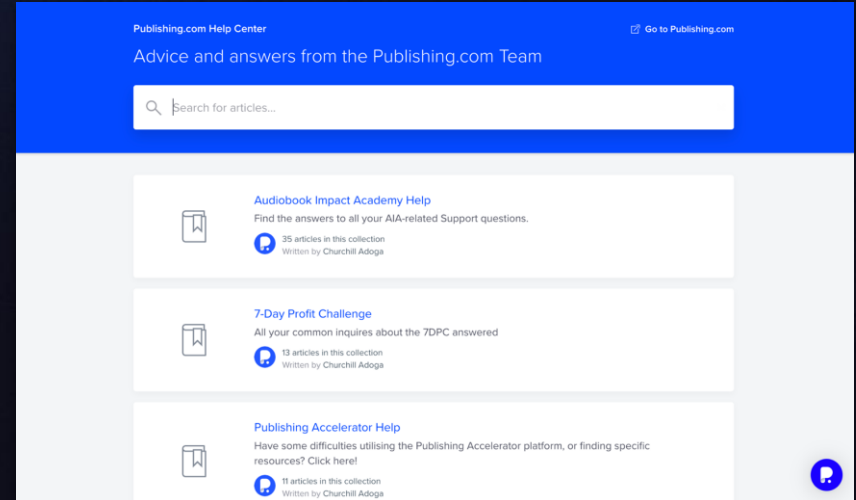 Publishing.com Help Center
Go to Publishing.com
Advice and answers from the Publishing.com Team
Search for articles...
Audiobook Impact Academy Help
Find the answers to all your AIA-related Support questions.
35 articles in this collection
Written by Churchill Adoga
7-Day Profit Challenge
All your common inquires about the 7DPC answered
13 articles in this collection
Written by Churchill Adoga
Publishing Accelerator Help
Have some difficulties utilising the Publishing Accelerator platform, or finding specific
resources? Click here!
11 articles in this collection
Written by Churchill Adoga